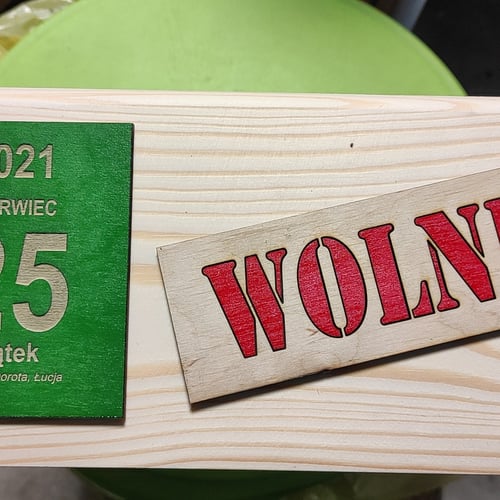 021
RWIEC
25
ątek
orota, Łucja
WOLN